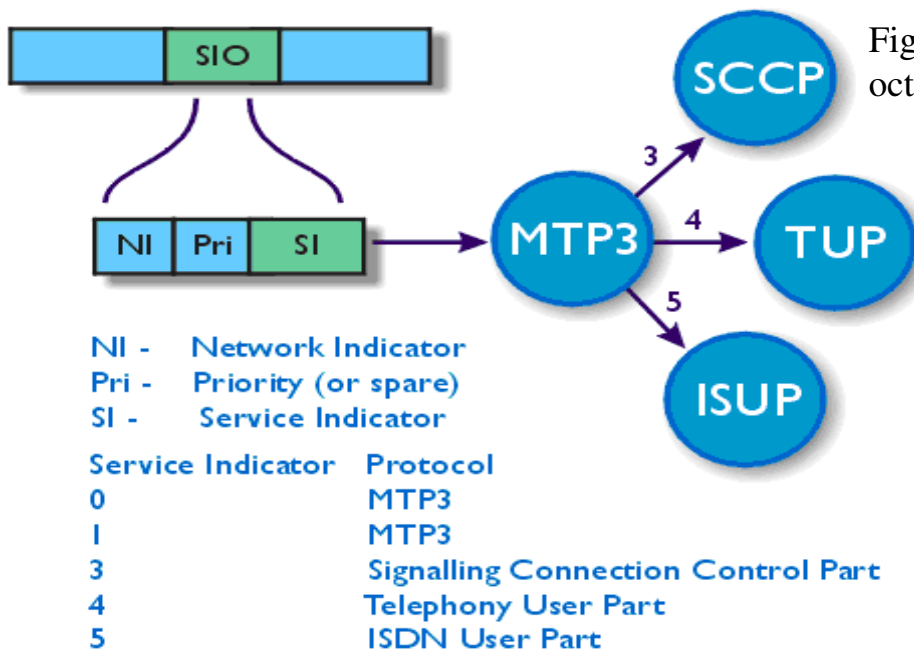 SIO
SCCP
Fig
oct
3
NI Pri SI
MTP3
4
TUP
5
ISUP
NI - Network Indicator
Pri - Priority (or spare)
SI - Service Indicator
Service Indicator Protocol
0 MTP3
1 MTP3
3 Signalling Connection Control Part
4 Telephony User Part
5 ISDN User Part